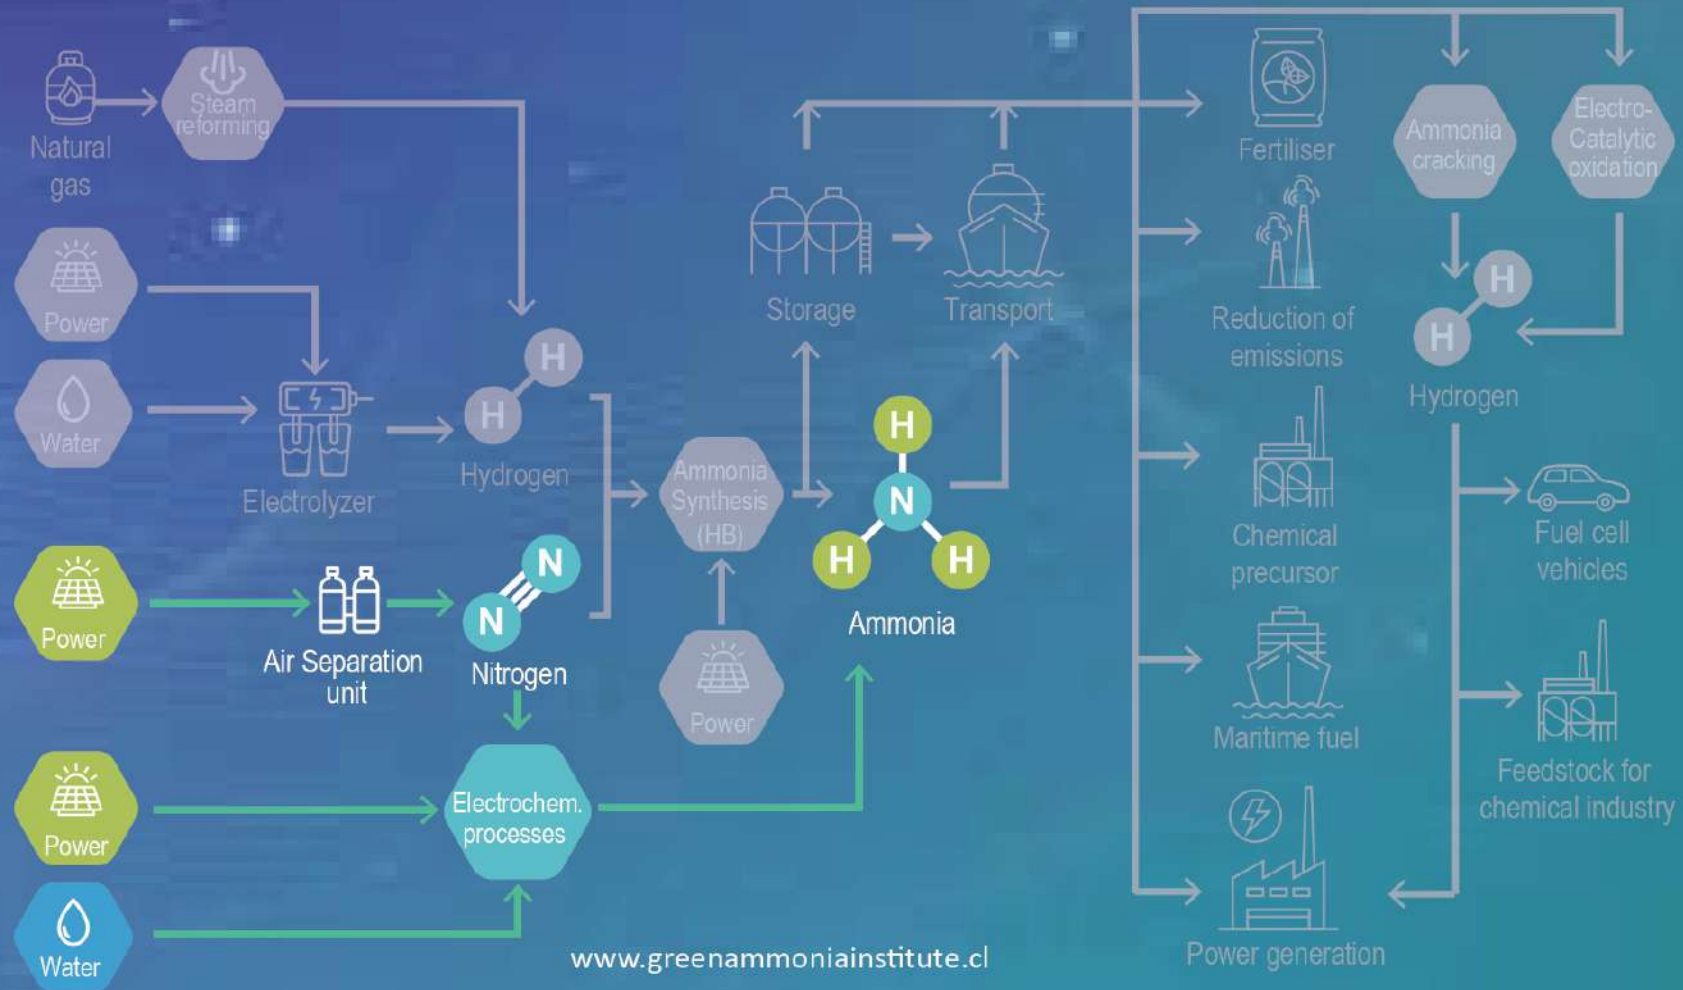 Natural
gas
Steam
reforming
Power
Water
Electrolyzer
H
H
Hydrogen
Power
Air Separation
unit
N
N
Nitrogen
Power
Water
Electrochem.
processes
Ammonia
Synthesis
(HB)
Power
Storage
Transport
H
N
H
H
Ammonia
Fertiliser
Reduction of
emissions
Chemical
precursor
Maritime fuel
Power generation
Ammonia
cracking
Electro-
Catalytic
oxidation
H
H
Hydrogen
Fuel cell
vehicles
Feedstock for
chemical industry
www.greenammoniainstitute.cl